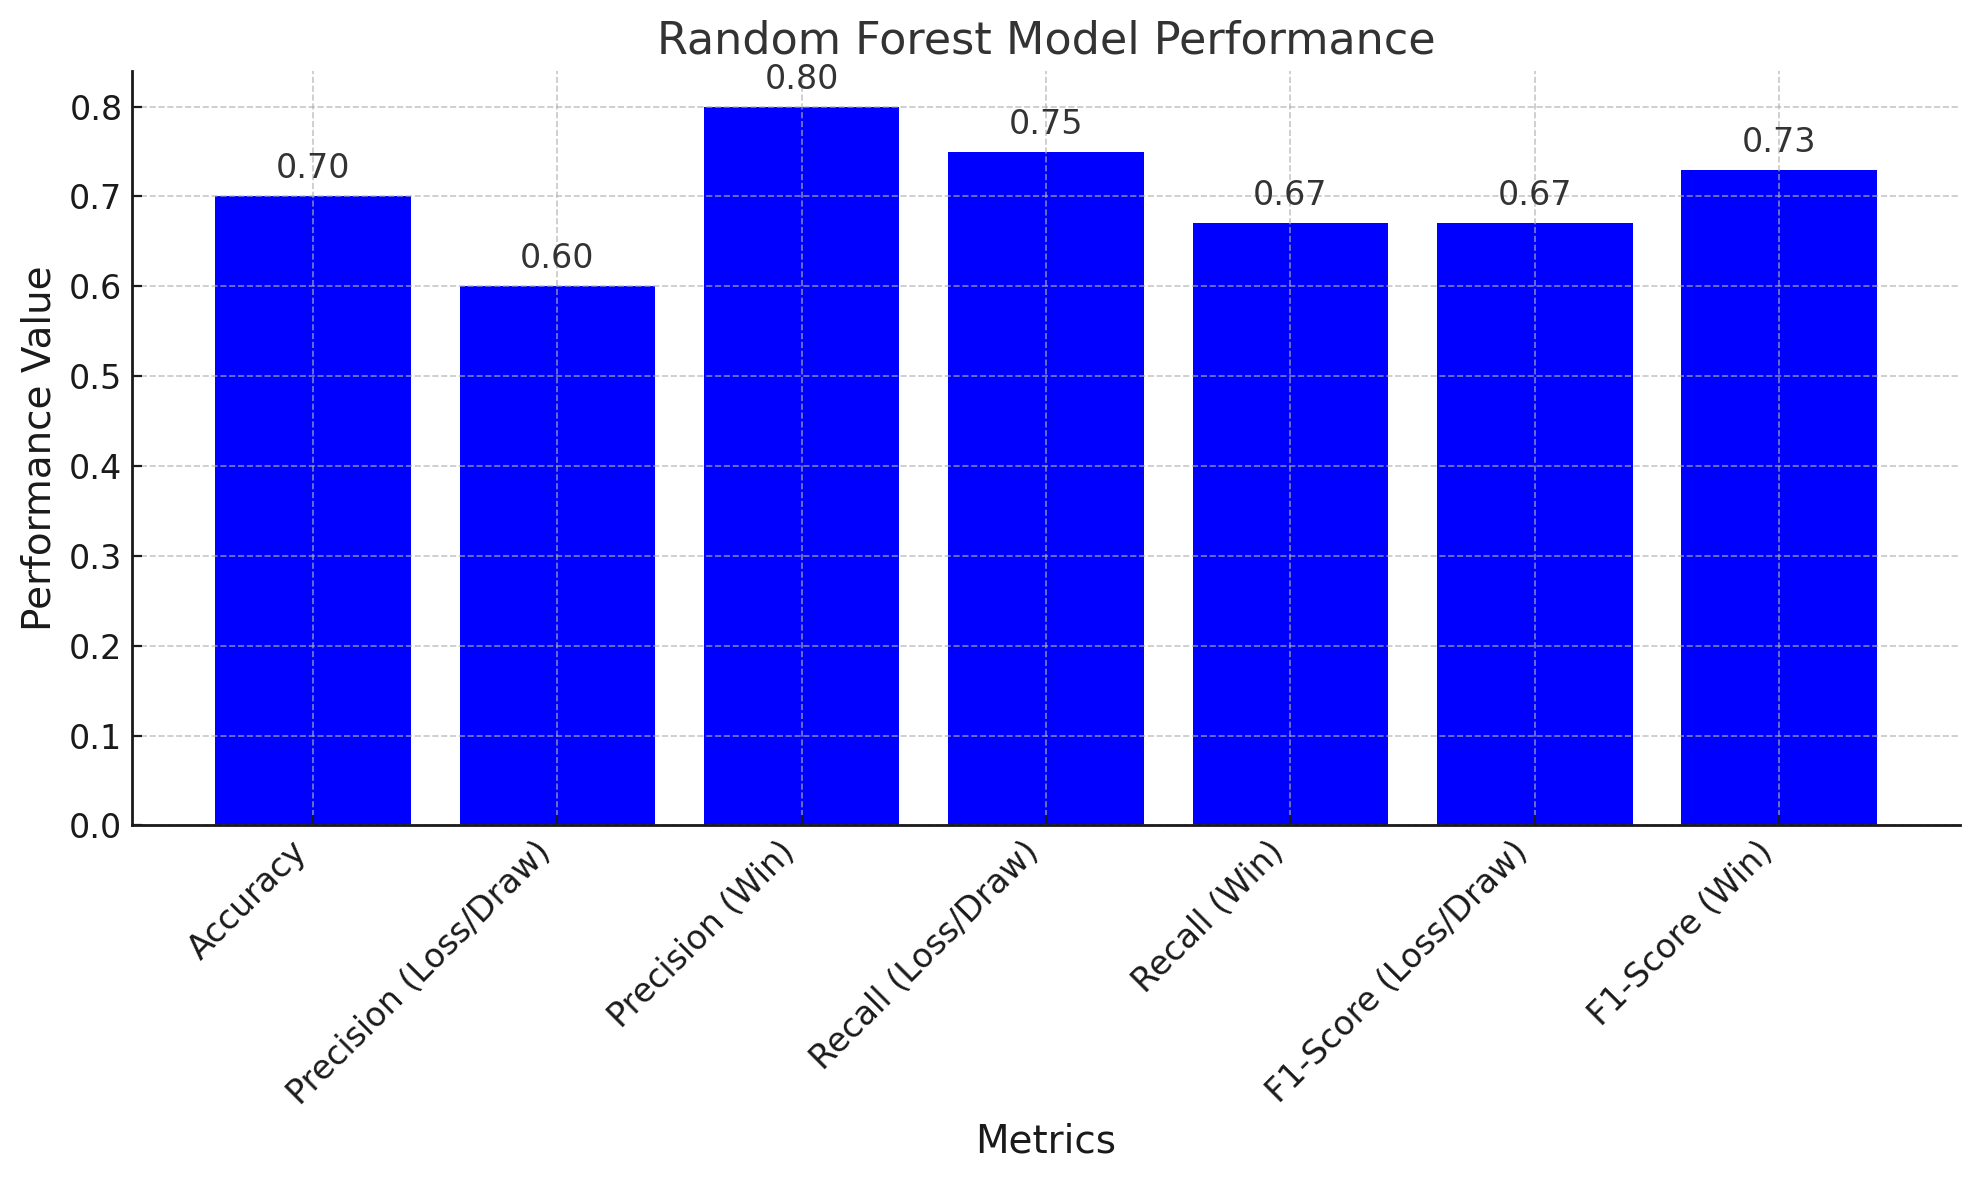 Random Forest Model Performance
0.70
0.60
0.80
0.75
0.67
0.67
0.73
Performance Value
0.8
0.7
0.6
0.5
0.4
0.3
0.2
0.1
0.0
Accuracy
Precision (Loss/Draw)
Precision (Win)
Recall (Loss/Draw)
Recall (Win)
F1-Score (Loss/Draw)
F1-Score (Win)
Metrics